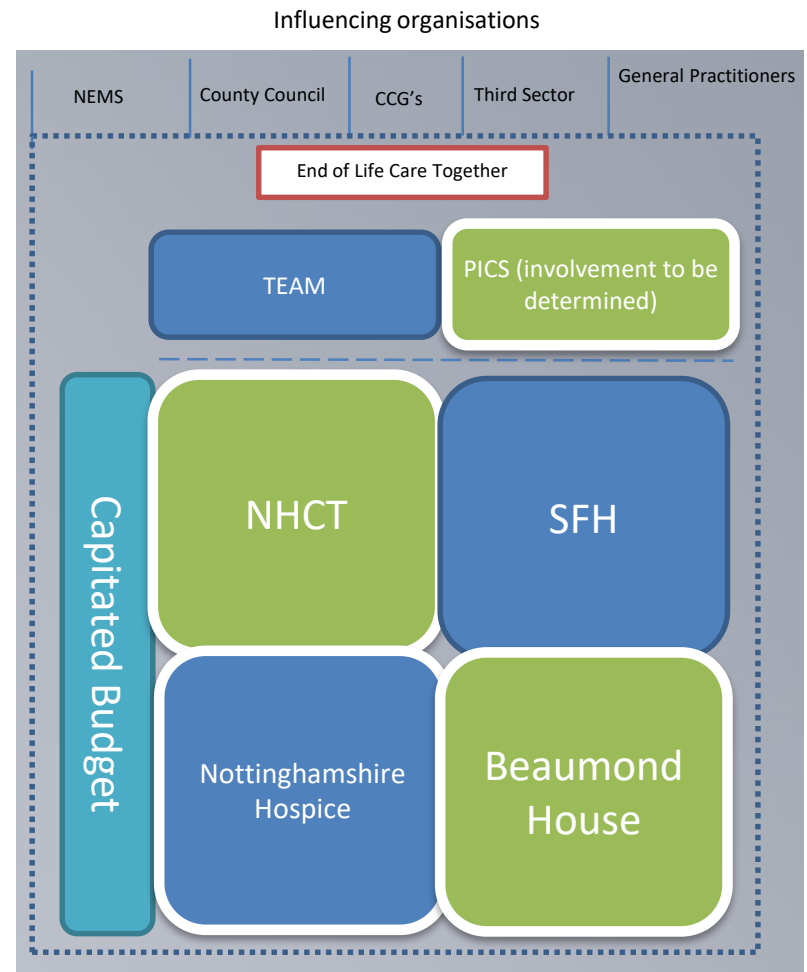 Influencing organisations
NEMS
County Council
CCG's
Third Sector
General Practitioners
End of Life Care Together
TEAM
PICS (involvement to be
determined)
Capitated Budget
NHCT
SFH
Nottinghamshire
Hospice
Beaumond
House